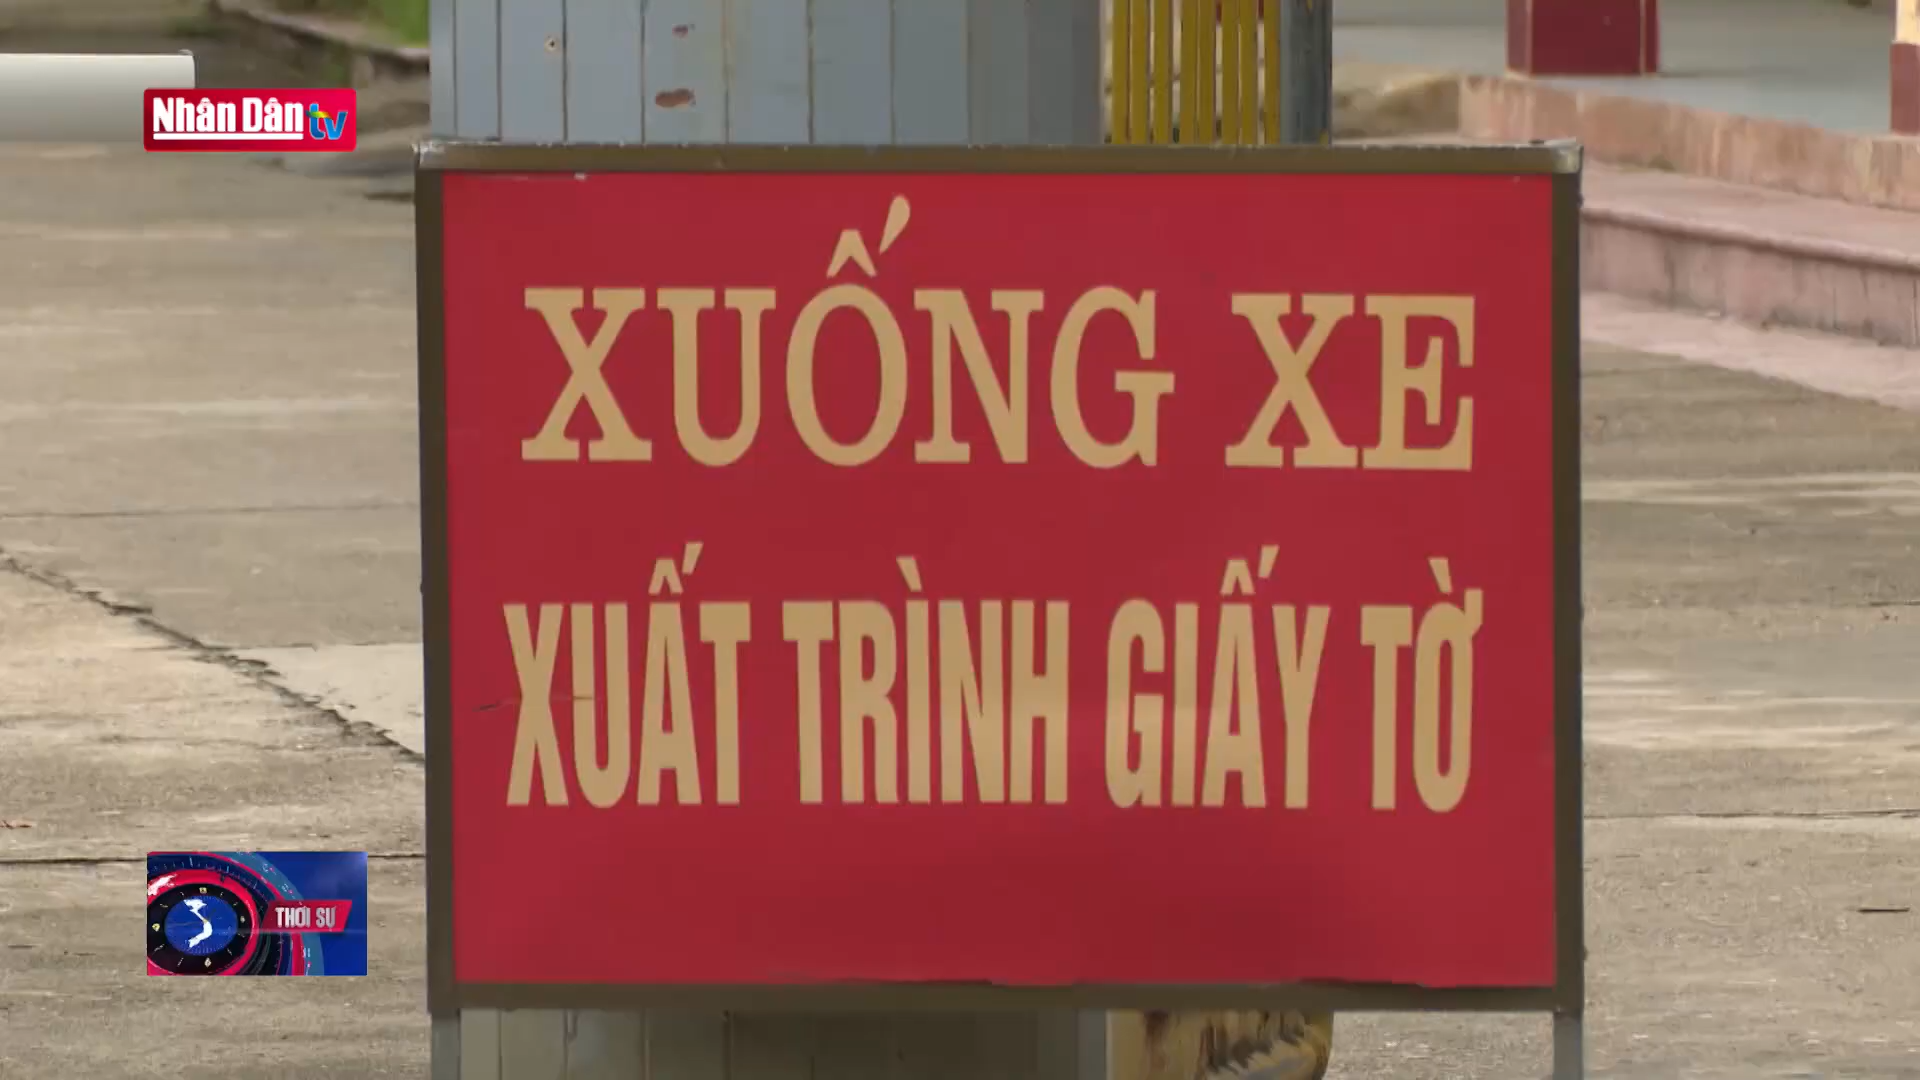 Nhân Dân tv
XUỐNG XE
XUẤT TRÌNH GIẤY TỜ
THỜI SỰ